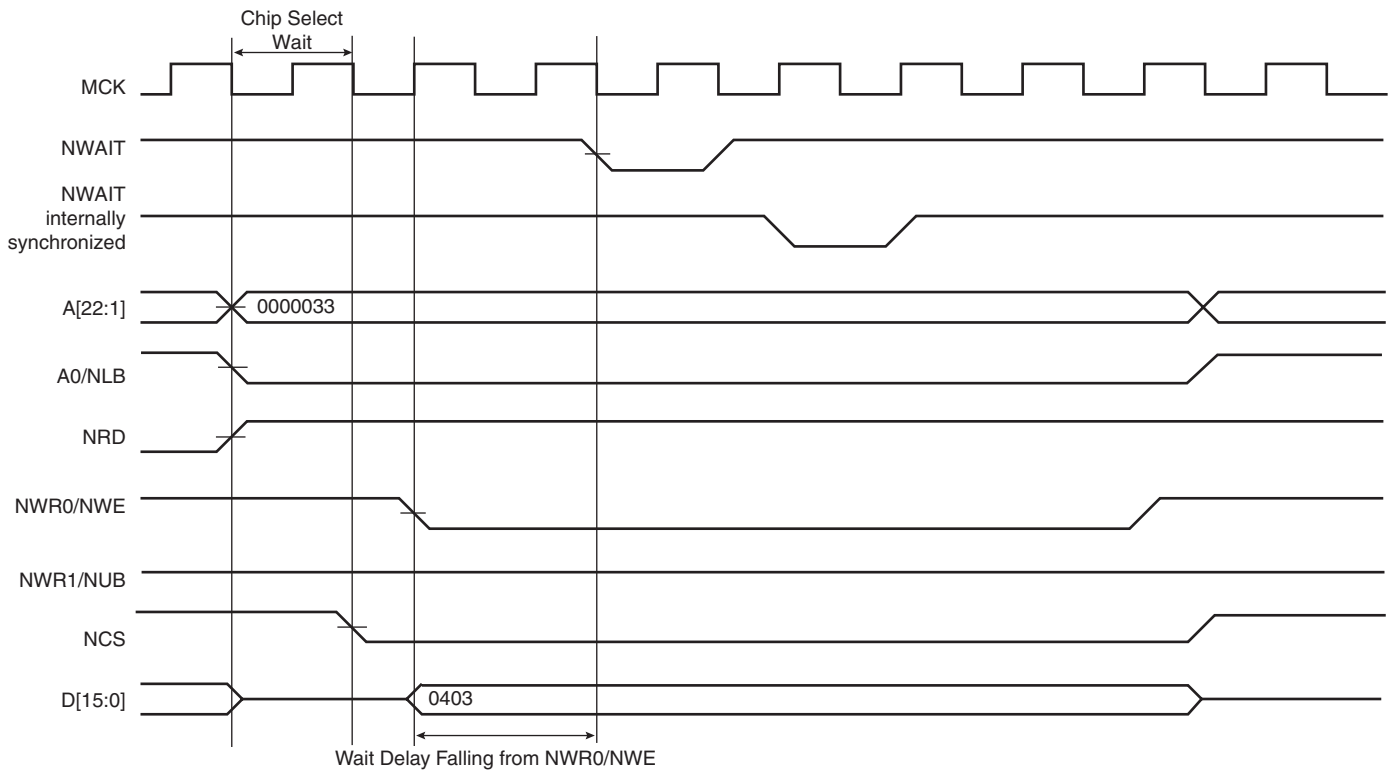 Chip Select
Wait
MCK
NWAIT
NWAIT
internally
synchronized
A[22:1]
0000033
A0/NLB
NRD
NWR0/NWE
NWR1/NUB
NCS
D[15:0]
0403
Wait Delay Falling from NWR0/NWE